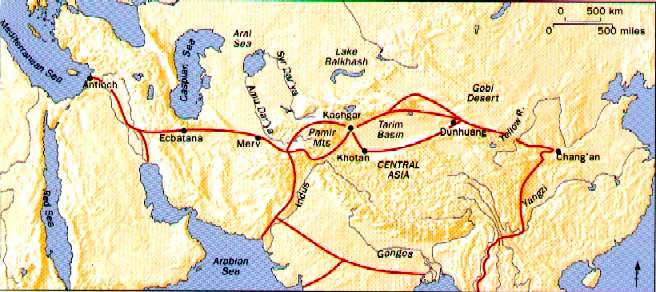 0 500 km
0 500 miles
Mediterranean Sea
Antioch
Red Sea
Caspian Sea
Ecbatana
Aral
Sea
Syr Dar'ya
Amu Dar'ya
Merv
Lake
Balkhash
Kashgar
Pamir
Mts
Tarim
Basin
Khotan
CENTRAL
ASIA
Gobi
Desert
Dunhuang
Yellow R.
Chang'an
Yangzi
Indus
Ganges
Arabian
Sea